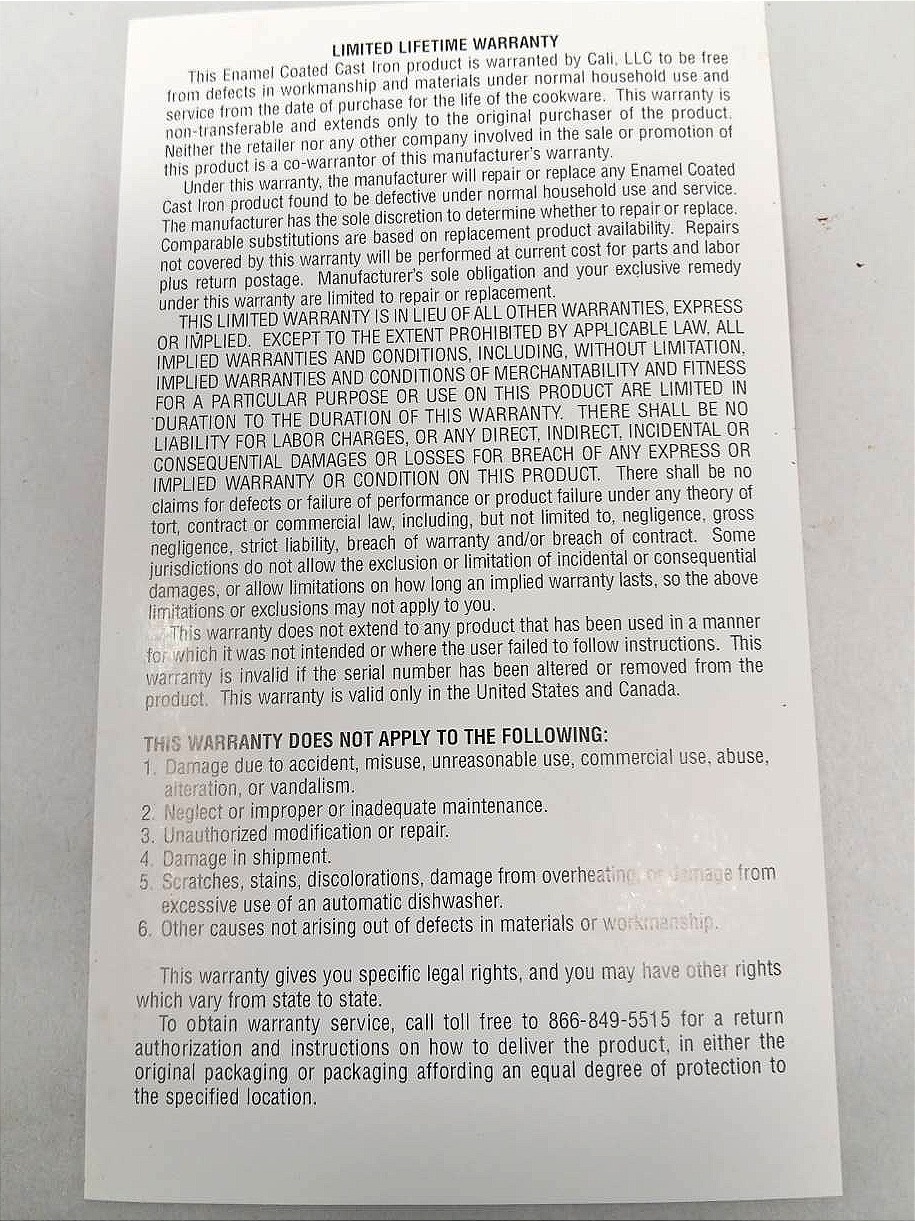 LIMITED LIFETIME WARRANTY
This Enamel Coated Cast Iron product is warranted by Cali, LLC to be free
from defects in workmanship and materials under normal household use and
service from the date of purchase for the life of the cookware. This warranty is
non-transferable and extends only to the original purchaser of the product.
Neither the retailer nor any other company involved in the sale or promotion of
this product is a co-warrantor of this manufacturer's warranty.
Under this warranty, the manufacturer will repair or replace any Enamel Coated
Cast Iron product found to be defective under normal household use and service.
The manufacturer has the sole discretion to determine whether to repair or replace.
Comparable substitutions are based on replacement product availability. Repairs
not covered by this warranty will be performed at current cost for parts and labor
plus return postage. Manufacturer's sole obligation and your exclusive remedy
under this warranty are limited to repair or replacement.
THIS LIMITED WARRANTY IS IN LIEU OF ALL OTHER WARRANTIES, EXPRESS
OR IMPLIED. EXCEPT TO THE EXTENT PROHIBITED BY APPLICABLE LAW, ALL
IMPLIED WARRANTIES AND CONDITIONS, INCLUDING, WITHOUT LIMITATION,
IMPLIED WARRANTIES AND CONDITIONS OF MERCHANTABILITY AND FITNESS
FOR A PARTICULAR PURPOSE OR USE ON THIS PRODUCT ARE LIMITED IN
DURATION TO THE DURATION OF THIS WARRANTY. THERE SHALL BE NO
LIABILITY FOR LABOR CHARGES, OR ANY DIRECT, INDIRECT, INCIDENTAL OR
CONSEQUENTIAL DAMAGES OR LOSSES FOR BREACH OF ANY EXPRESS OR
IMPLIED WARRANTY OR CONDITION ON THIS PRODUCT. There shall be no
claims for defects or failure of performance or product failure under any theory of
tort, contract or commercial law, including, but not limited to, negligence, gross
negligence, strict liability, breach of warranty and/or breach of contract. Some
jurisdictions do not allow the exclusion or limitation of incidental or consequential
damages, or allow limitations on how long an implied warranty lasts, so the above
limitations or exclusions may not apply to you.
This warranty does not extend to any product that has been used in a manner
for which it was not intended or where the user failed to follow instructions. This
warranty is invalid if the serial number has been altered or removed from the
product. This warranty is valid only in the United States and Canada.
THIS WARRANTY DOES NOT APPLY TO THE FOLLOWING:
1. Damage due to accident, misuse, unreasonable use, commercial use, abuse,
alteration, or vandalism.
2. Neglect or improper or inadequate maintenance.
3. Unauthorized modification or repair.
4. Damage in shipment.
5. Scratches, stains, discolorations, damage from overheating, or damage from
excessive use of an automatic dishwasher.
6. Other causes not arising out of defects in materials or workmanship.
This warranty gives you specific legal rights, and you may have other rights
which vary from state to state.
To obtain warranty service, call toll free to 866-849-5515 for a return
authorization and instructions on how to deliver the product, in either the
original packaging or packaging affording an equal degree of protection to
the specified location.